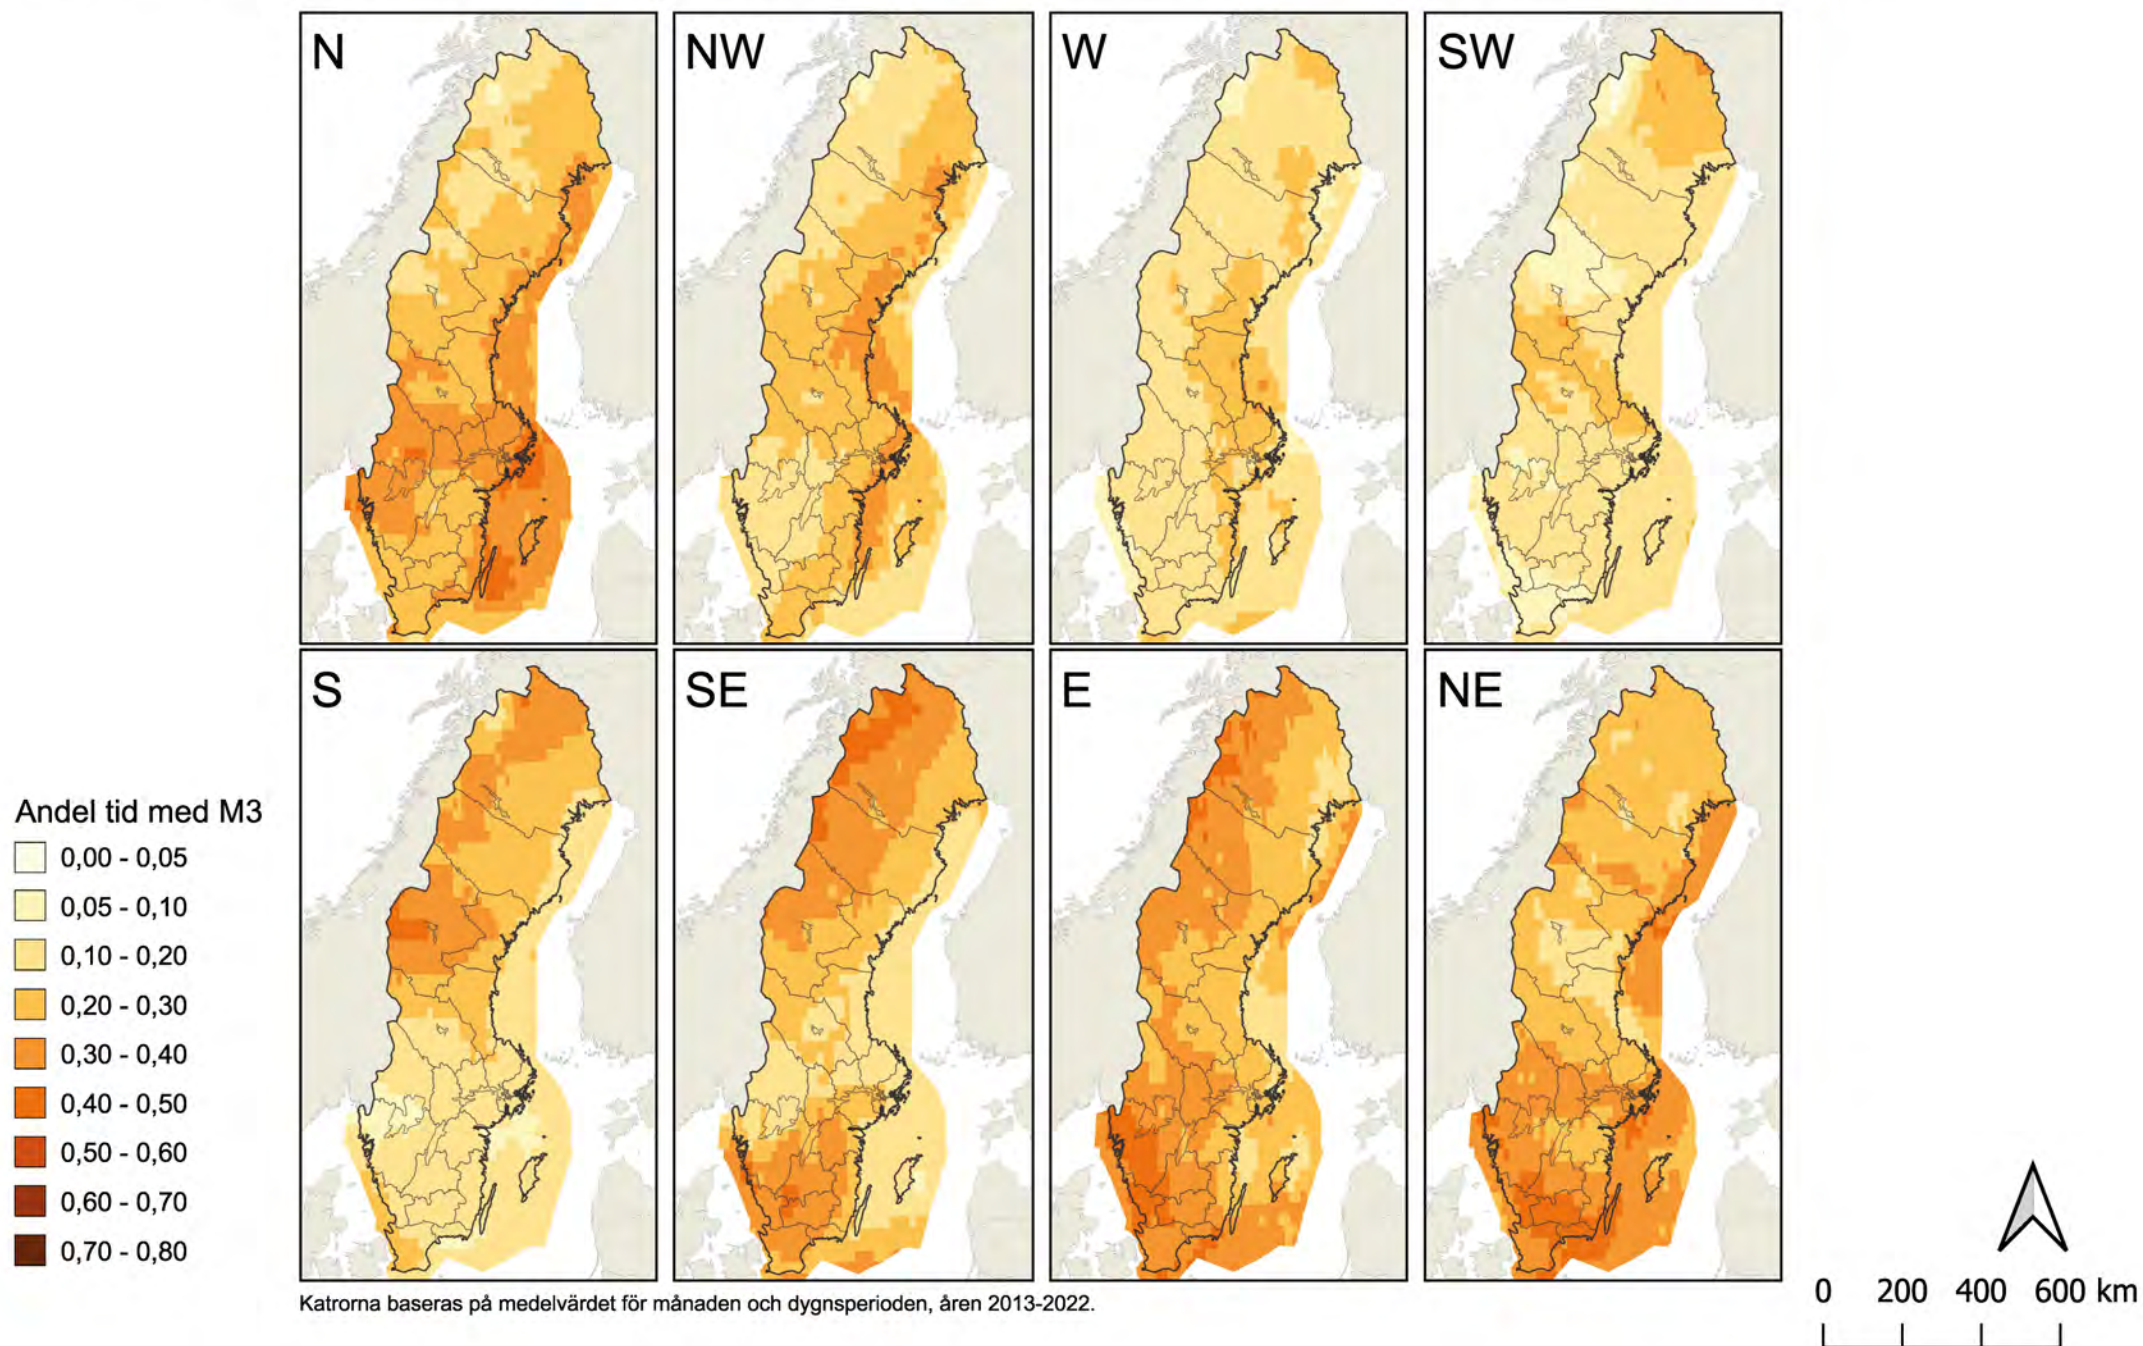 N
NW
W
SW
S
SE
E
NE
Andel tid med M3
0,00 - 0,05
0,05 - 0,10
0,10 - 0,20
0,20 - 0,30
0,30 - 0,40
0,40 - 0,50
0,50 - 0,60
0,60 - 0,70
0,70 - 0,80
Katrorna baseras på medelvärdet för månaden och dygnsperioden, åren 2013-2022.
0 200 400 600 km